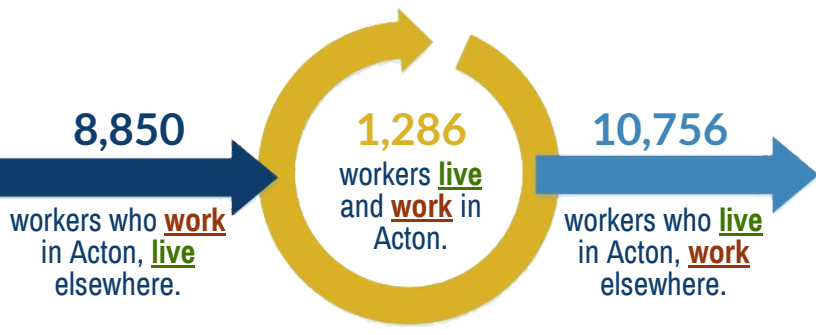 8,850
workers who work
in Acton, live
elsewhere.
1,286
workers live
and work in
Acton.
10,756
workers who live
in Acton, work
elsewhere.